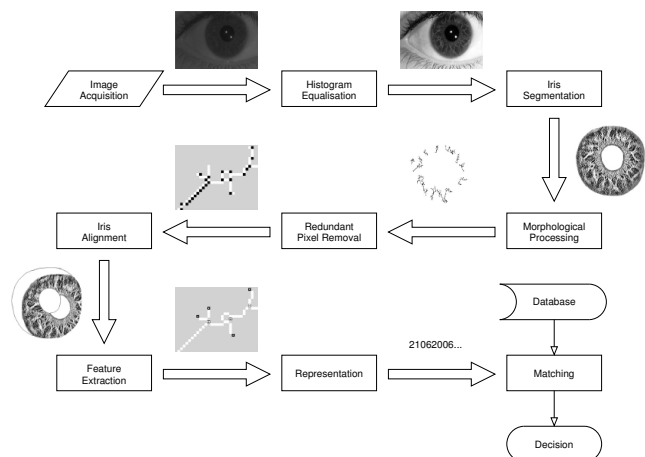 Image
Acquisition
Histogram
Equalisation
Iris
Segmentation
Iris
Alignment
Redundant
Pixel Removal
Morphological
Processing
Database
21062006...
Feature
Extraction
Representation
Matching
Decision